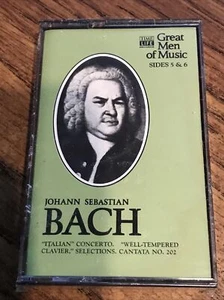 TIME
LIFE
Great
Men
of Music
SIDES 5 & 6
JOHANN SEBASTIAN
BACH
"ITALIAN" CONCERTO. "WELL-TEMPERED
CLAVIER," SELECTIONS. CANTATA NO. 202